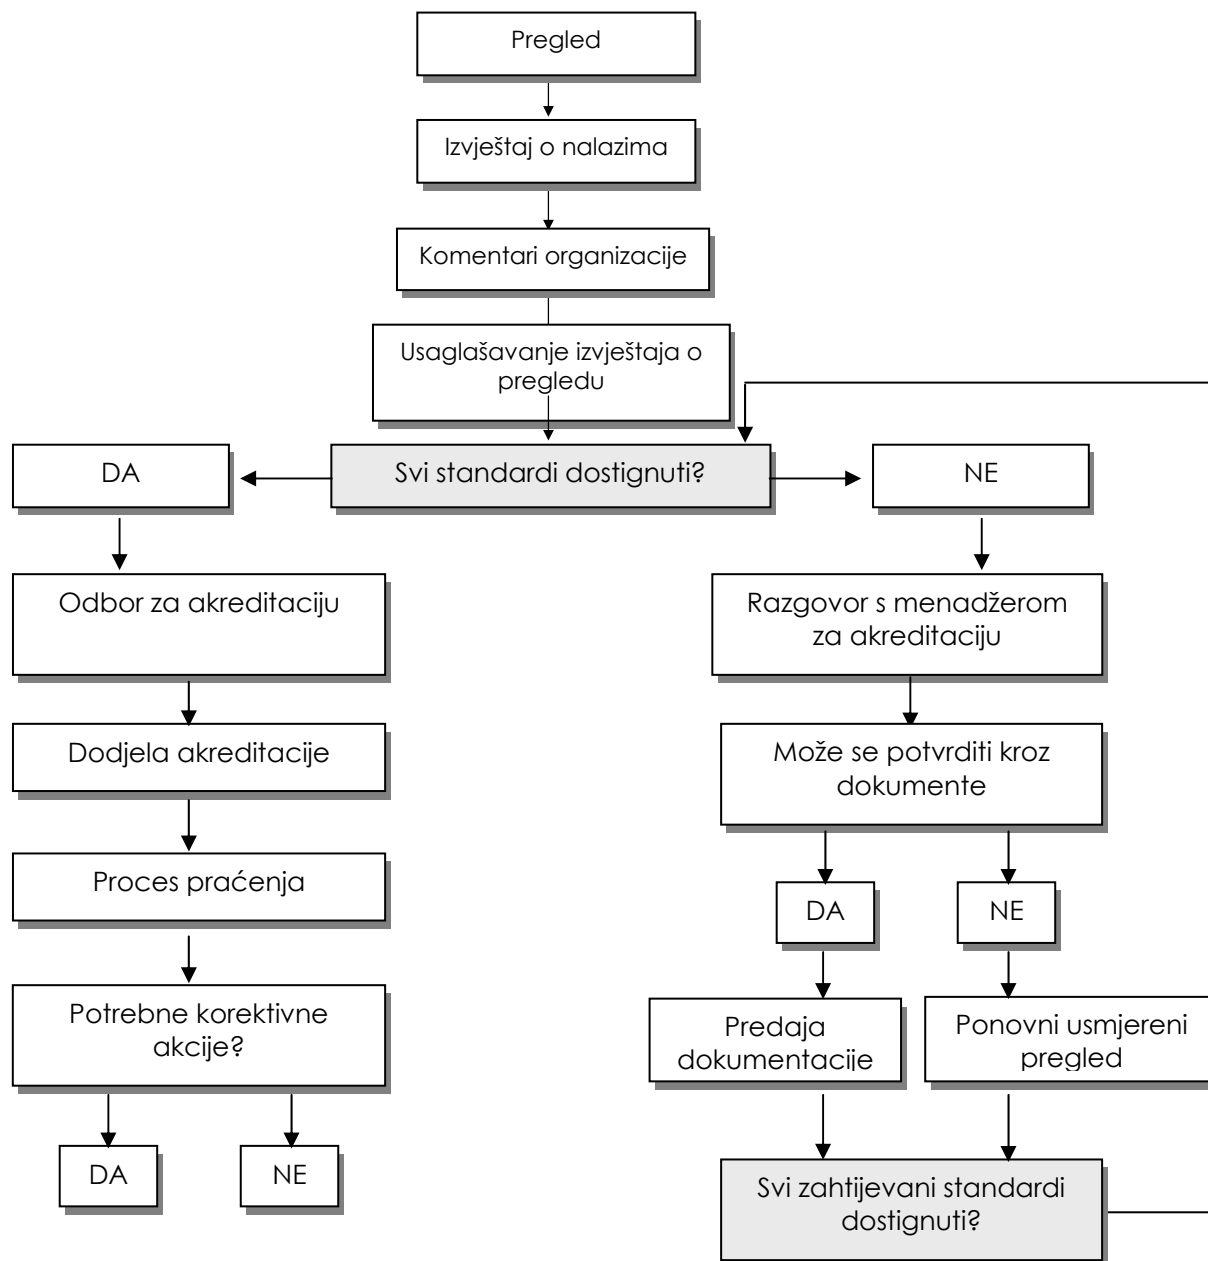 Pregled
Izvještaj o nalazima
Komentari organizacije
Usaglašavanje izvještaja o
pregledu
Svi standardi dostignuti?
DA
NE
Odbor za akreditaciju
Dodjela akreditacije
Proces praćenja
Potrebne korektivne
akcije?
DA
NE
Razgovor s menadžerom
za akreditaciju
Može se potvrditi kroz
dokumente
DA
NE
Predaja
dokumentacije
Ponovni usmjereni
pregled
Svi zahtijevani standardi
dostignuti?